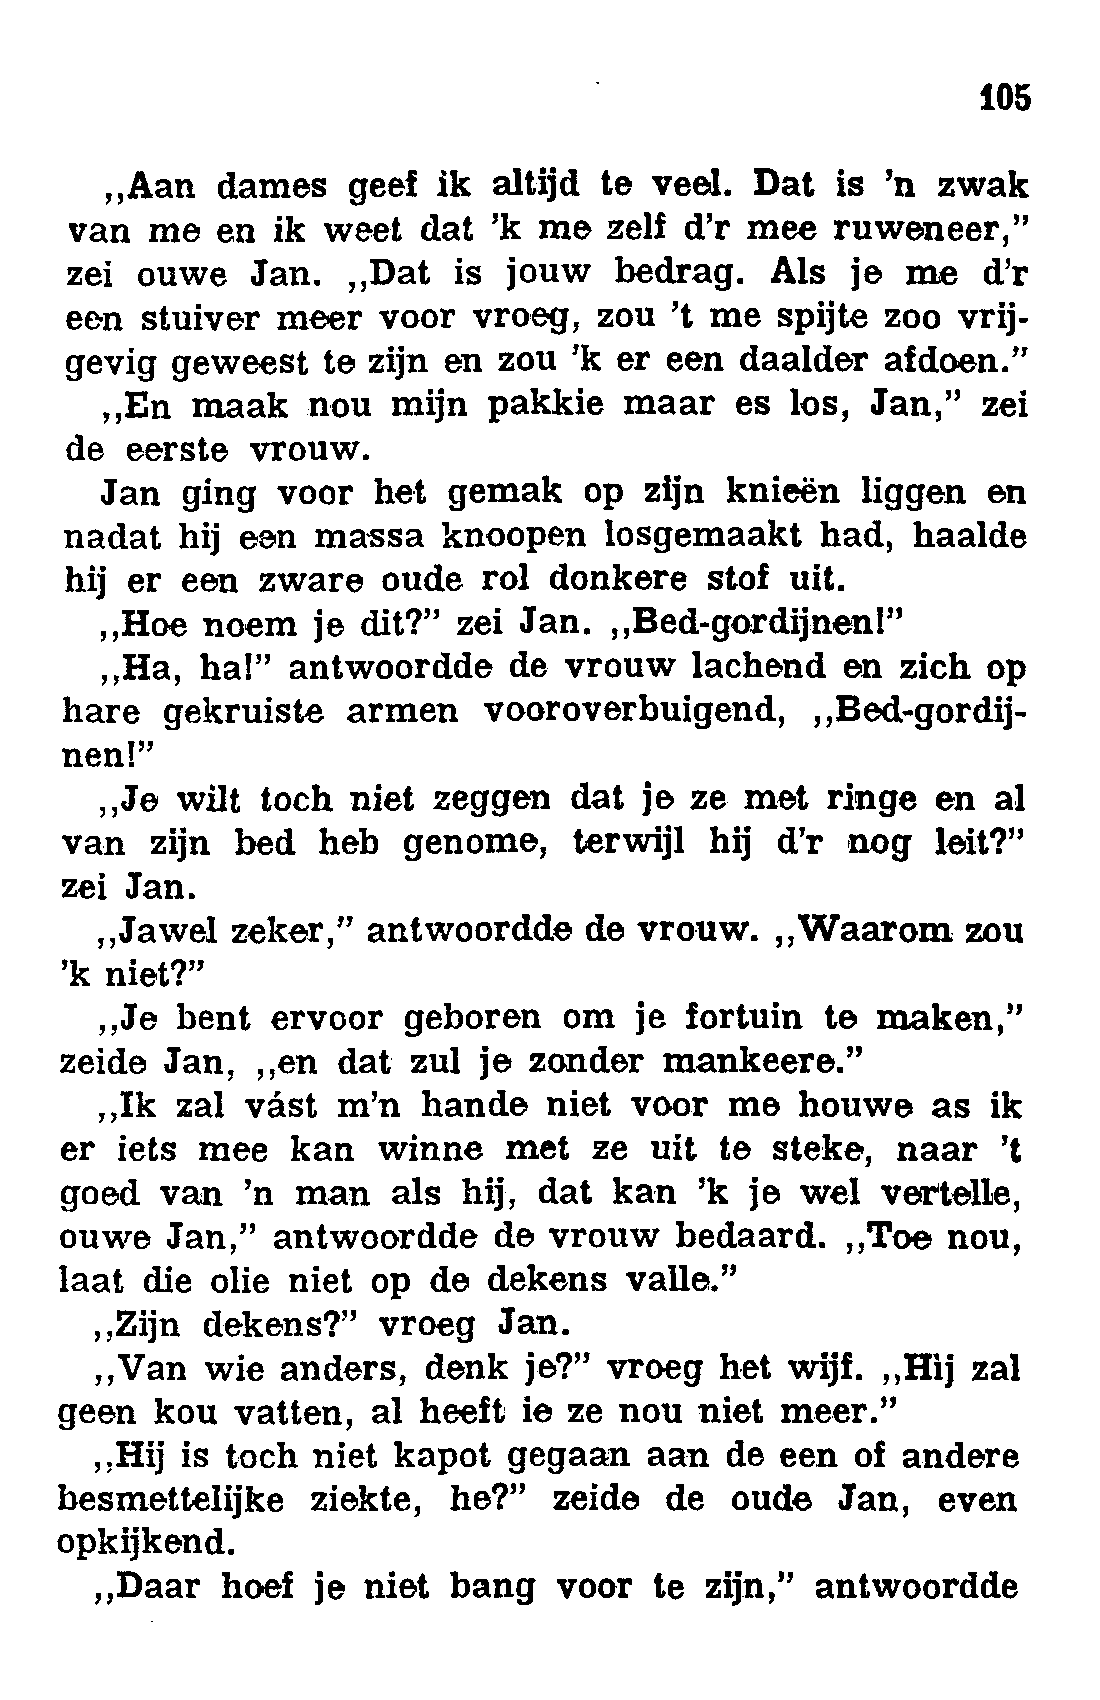 105
„Aan dames geef ik altijd te veel. Dat is ’n zwak
van me en ik weet dat ’k me zelf d’r mee ruweneer,”
zei ouwe Jan. „Dat is jouw bedrag. Als je me d’r
een stuiver meer voor vroeg, zou ’t me spijte zoo vrij-
gevig geweest te zijn en zou ’k er een daalder afdoen.”
„En maak nou mijn pakkie maar es los, Jan,” zei
de eerste vrouw.
Jan ging voor het gemak op zijn knieën liggen en
nadat hij een massa knoopen losgemaakt had, haalde
hij er een zware oude rol donkere stof uit.
„Hoe noem je dit?” zei Jan. „Bed-gordijnen!”
„Ha, ha!” antwoordde de vrouw lachend en zich op
hare gekruiste armen vooroverbuigend, „Bed-gordij-
nen!”
„Je wilt toch niet zeggen dat je ze met ringe en al
van zijn bed heb genome, terwijl hij d’r nog leit?”
zei Jan.
„Jawel zeker,” antwoordde de vrouw. „Waarom zou
’k niet?”
„Je bent ervoor geboren om je fortuin te maken,”
zeide Jan, „en dat zul je zonder mankeere.”
„Ik zal vást m’n hande niet voor me houwe as ik
er iets mee kan winne met ze uit te steke, naar ’t
goed van ’n man als hij, dat kan ’k je wel vertelle,
ouwe Jan,” antwoordde de vrouw bedaard. „Toe nou,
laat die olie niet op de dekens valle.”
„Zijn dekens?” vroeg Jan.
„Van wie anders, denk je?” vroeg het wijf. „Hij zal
geen kou vatten, al heeft ie ze nou niet meer.”
„Hij is toch niet kapot gegaan aan de een of andere
besmettelijke ziekte, he?” zeide de oude Jan, even
opkijkend.
„Daar hoef je niet bang voor te zijn,” antwoordde